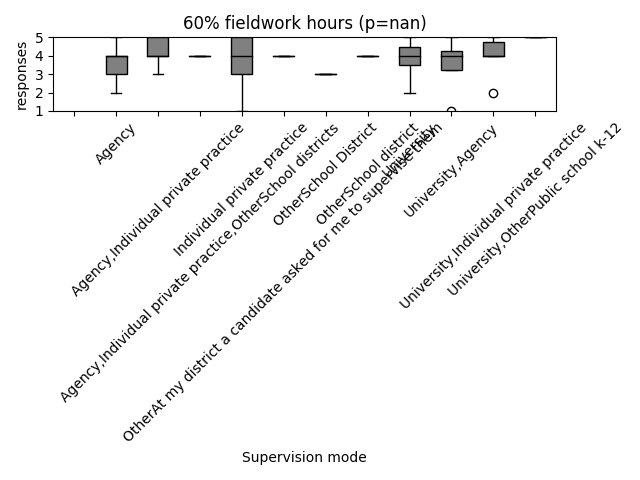 60% fieldwork hours (p=nan)
responses
5
4
3
2
1
Agency
Agency,Individual private practice
Agency,Individual private practice,OtherSchool districts
Individual private practice
OtherAt my district a candidate asked for me to supervise them
OtherSchool District
OtherSchool district
University
University,Agency
University,Individual private practice
University,OtherPublic school k-12
Supervision mode